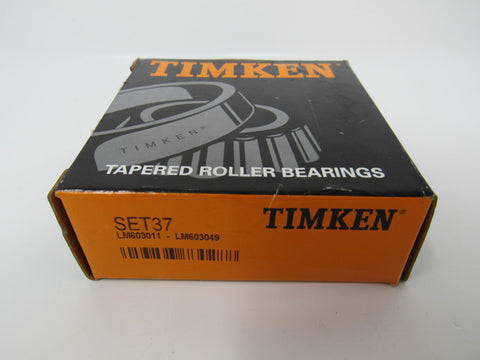 TIMKEN
TIMKEN®
TAPERED ROLLER BEARINGS
SET37
LM603011 - LM603049
TIMKEN®